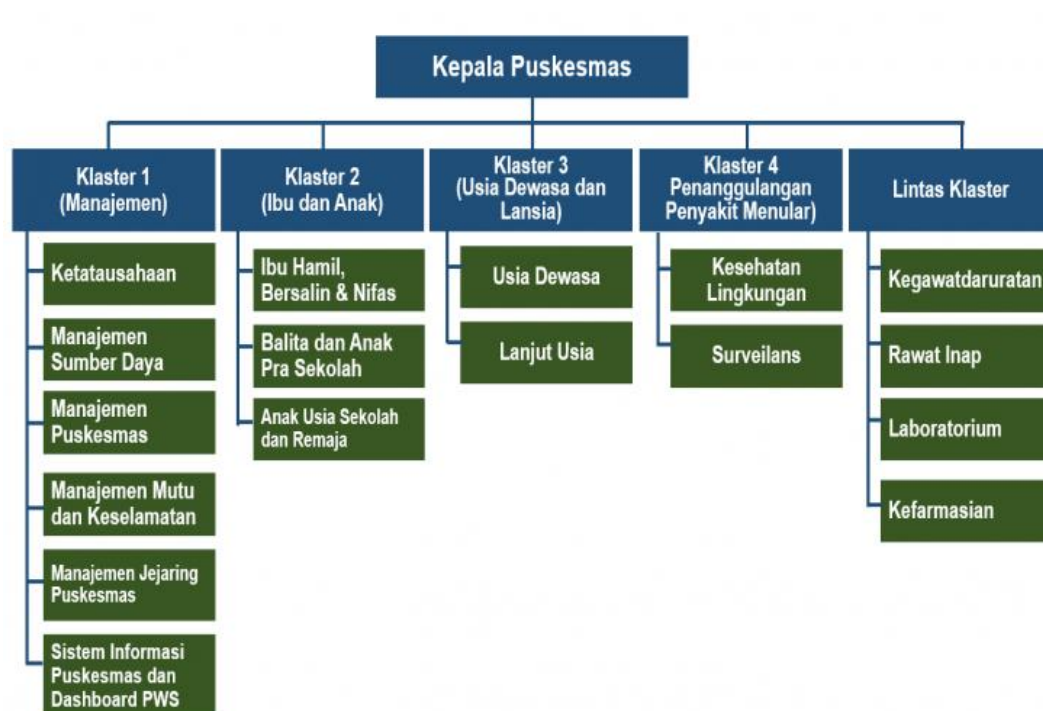 Kepala Puskesmas
Klaster 1
(Manajemen)
Ketatausahaan
Manajemen
Sumber Daya
Manajemen
Puskesmas
Manajemen Mutu
dan Keselamatan
Manajemen Jejaring
Puskesmas
Sistem Informasi
Puskesmas dan
Dashboard PWS
Klaster 2
(Ibu dan Anak)
Ibu Hamil,
Bersalin & Nifas
Balita dan Anak
Pra Sekolah
Anak Usia Sekolah
dan Remaja
Klaster 3
(Usia Dewasa dan
Lansia)
Usia Dewasa
Lanjut Usia
Klaster 4
Penanggulangan
Penyakit Menular)
Kesehatan
Lingkungan
Surveilans
Lintas Klaster
Kegawatdaruratan
Rawat Inap
Laboratorium
Kefarmasian